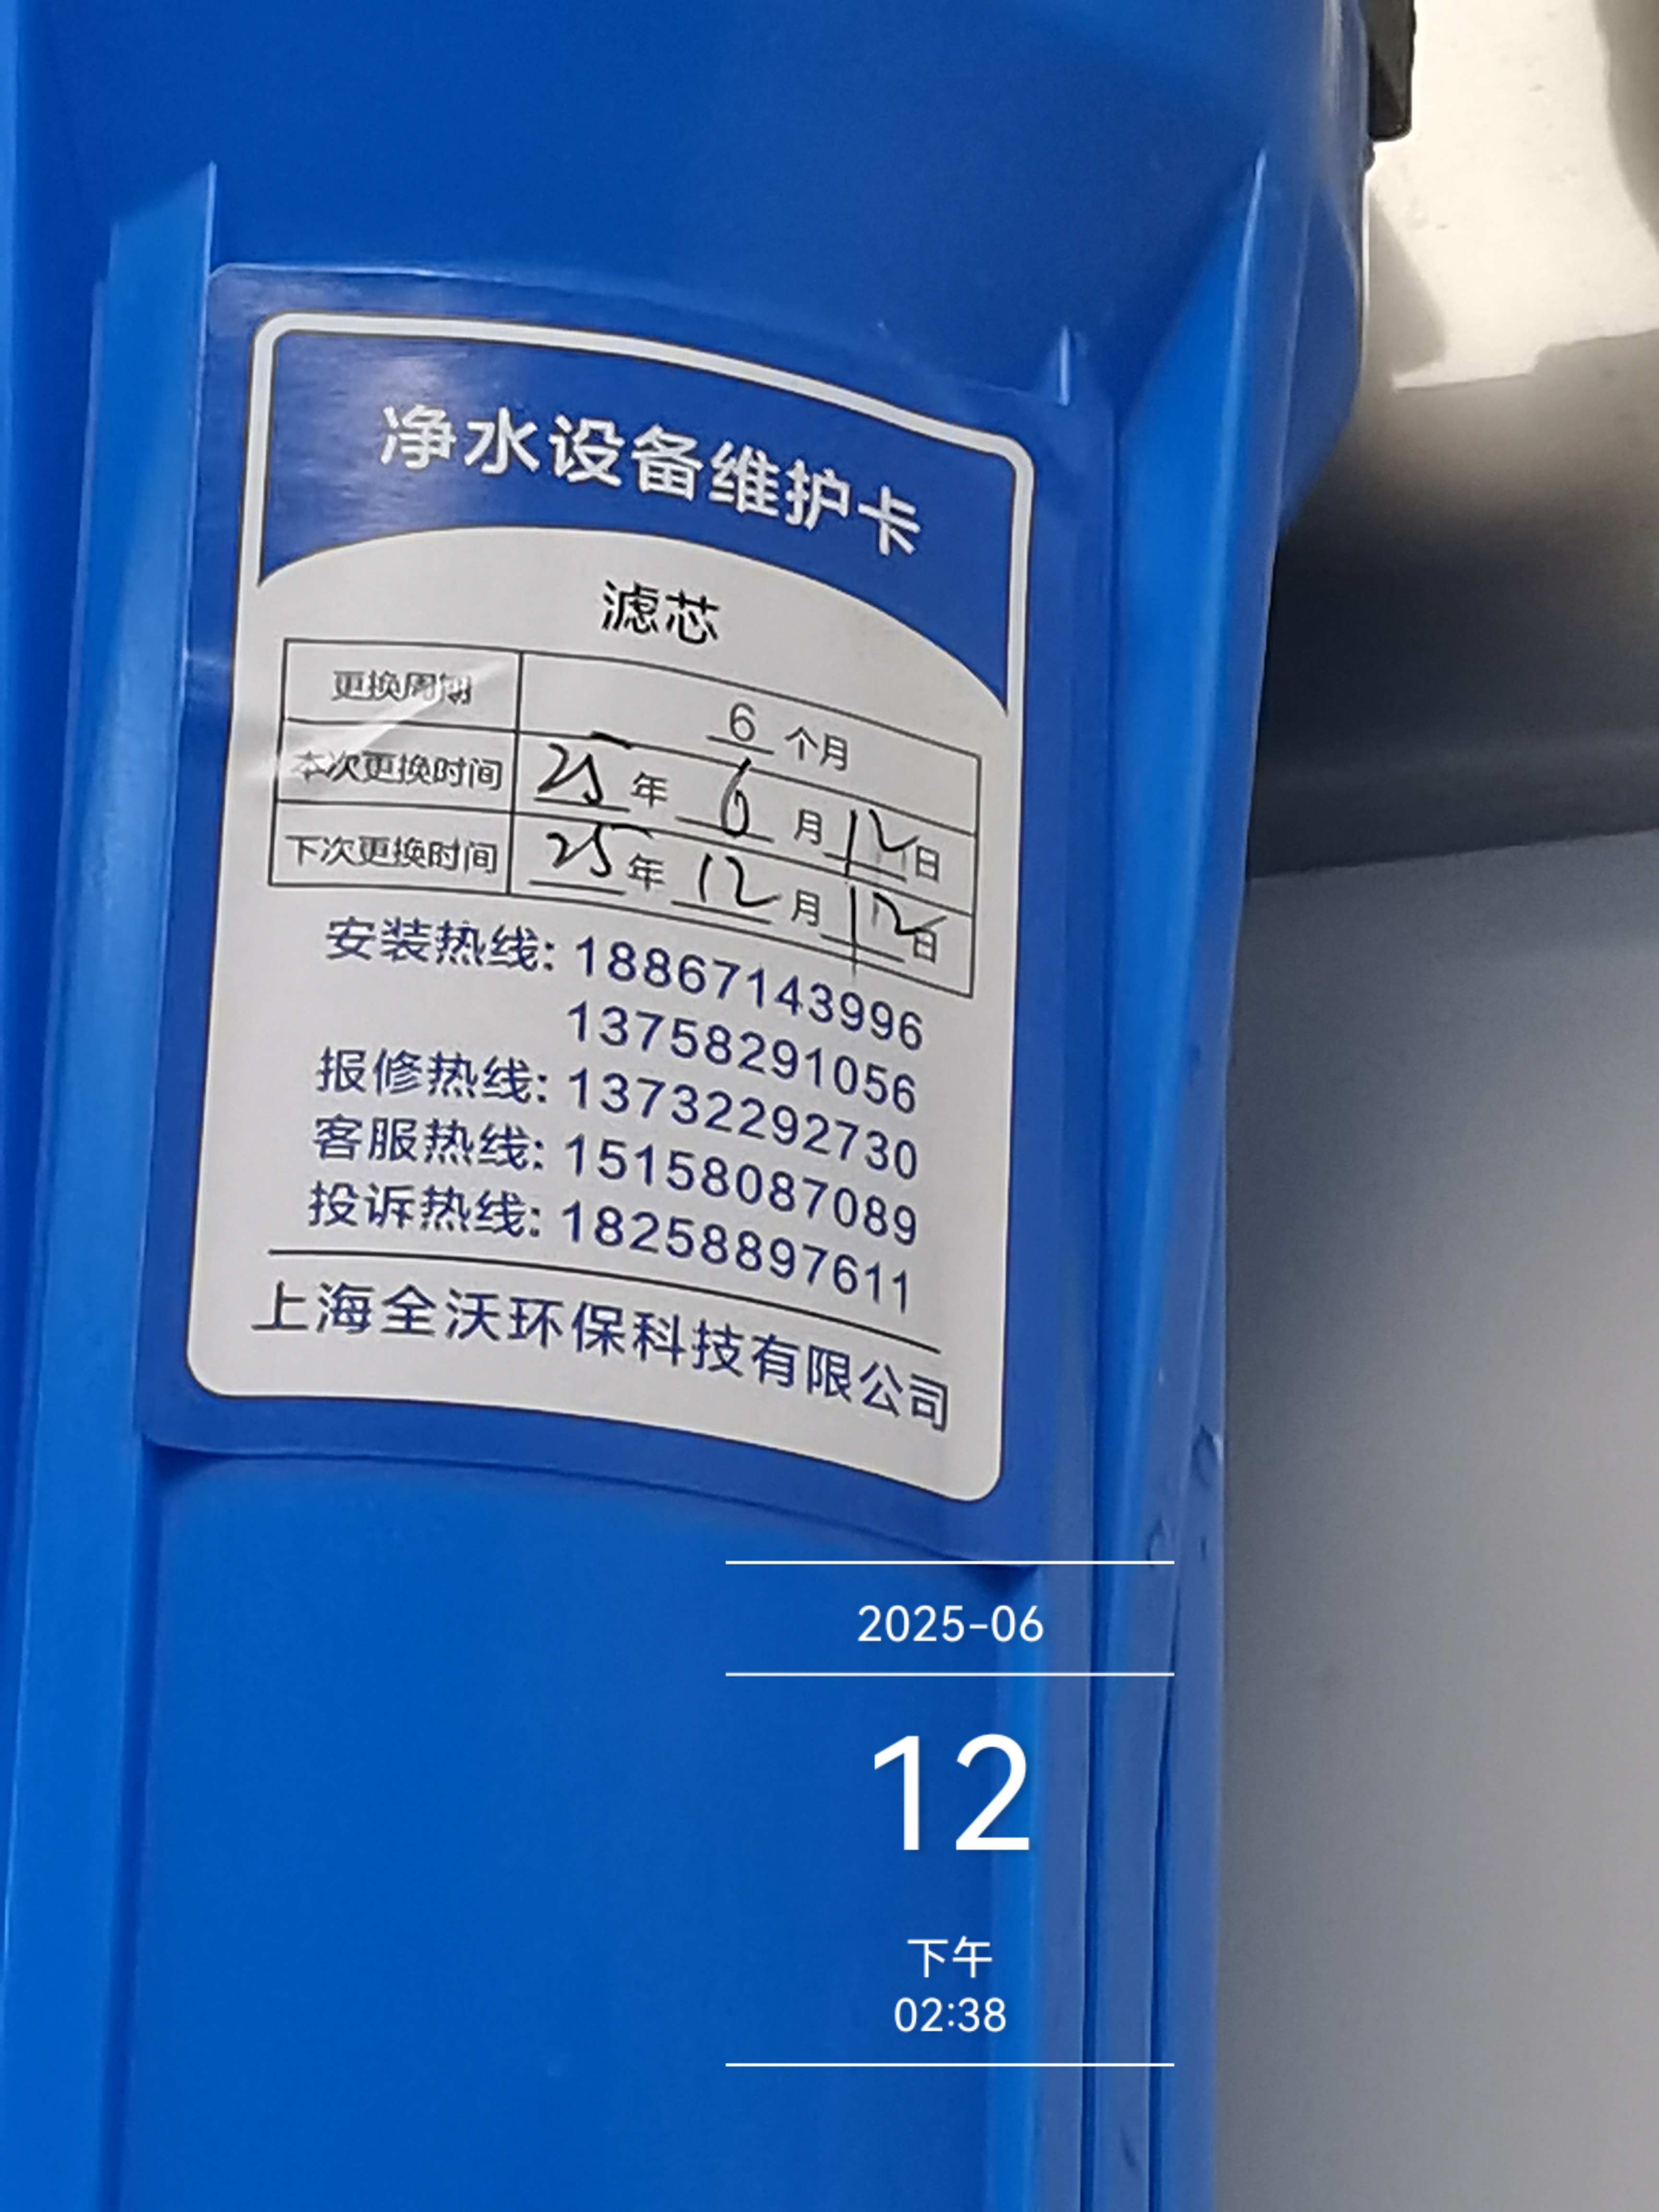 净水设备维护卡
滤芯
更换周期 6 个月
本次更换时间 25 年 6 月 12 日
下次更换时间 25 年 12 月 12 日
安装热线: 18867143996
13758291056
报修热线: 13732292730
客服热线: 15158087089
投诉热线: 18258897611
上海全沃环保科技有限公司
2025-06
12
下午
02:38